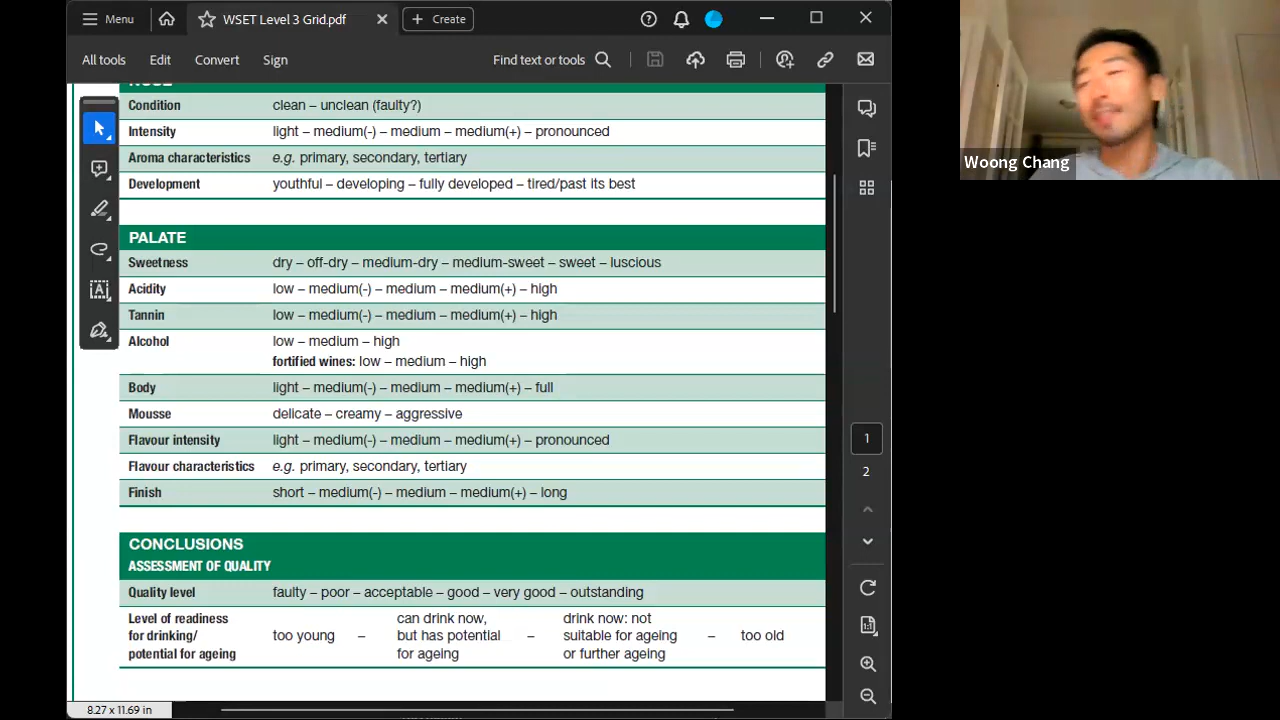 Menu
WSET Level 3 Grid.pdf
Create
All tools
Edit
Convert
Sign
Find text or tools
NOSE
Condition clean – unclean (faulty?)
Intensity light – medium(-) – medium – medium(+) – pronounced
Aroma characteristics e.g. primary, secondary, tertiary
Development youthful – developing – fully developed – tired/past its best
PALATE
Sweetness dry – off-dry – medium-dry – medium-sweet – sweet – luscious
Acidity low – medium(-) – medium – medium(+) – high
Tannin low – medium(-) – medium – medium(+) – high
Alcohol low – medium – high
fortified wines: low – medium – high
Body light – medium(-) – medium – medium(+) – full
Mousse delicate – creamy – aggressive
Flavour intensity light – medium(-) – medium – medium(+) – pronounced
Flavour characteristics e.g. primary, secondary, tertiary
Finish short – medium(-) – medium – medium(+) – long
CONCLUSIONS
ASSESSMENT OF QUALITY
Quality level faulty – poor – acceptable – good – very good – outstanding
Level of readiness can drink now, drink now: not
for drinking/ too young – but has potential – suitable for ageing – too old
potential for ageing for ageing or further ageing
8.27 x 11.69 in
1
2
1:1
Woong Chang